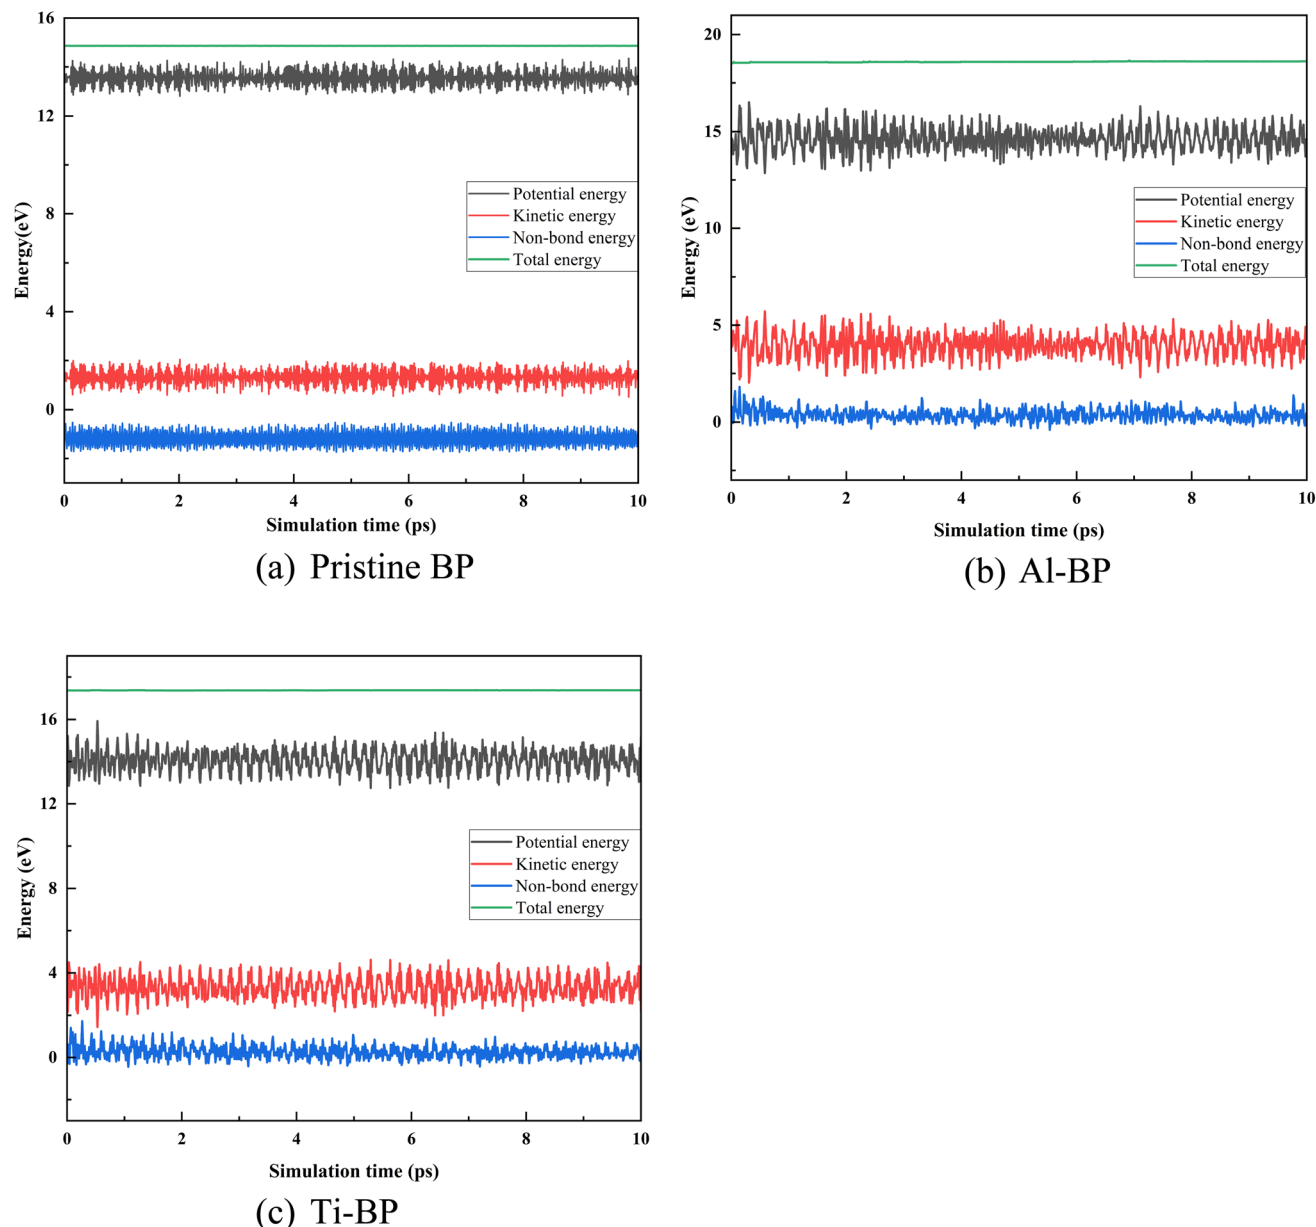 16
12
8
4
0
Energy(eV)
Potential energy
Kinetic energy
Non-bond energy
Total energy
0 2 4 6 8 10
Simulation time (ps)
(a) Pristine BP
20
15
10
5
0
Energy (eV)
Potential energy
Kinetic energy
Non-bond energy
Total energy
0 2 4 6 8 10
Simulation time (ps)
(b) Al-BP
16
12
8
4
0
Energy (eV)
Potential energy
Kinetic energy
Non-bond energy
Total energy
0 2 4 6 8 10
Simulation time (ps)
(c) Ti-BP